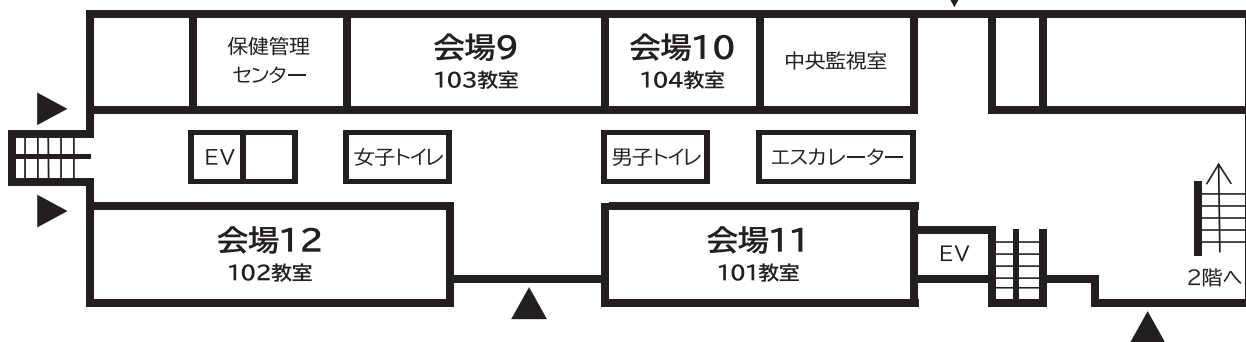 保健管理
センター
会場9
103教室
会場10
104教室
中央監視室
EV
女子トイレ
男子トイレ
エスカレーター
会場12
102教室
会場11
101教室
EV
2階へ